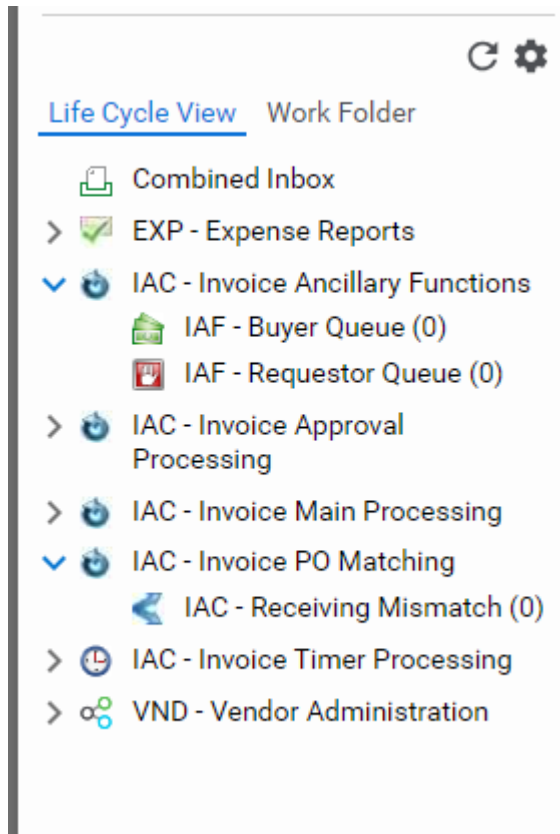 Life Cycle View Work Folder
Combined Inbox
EXP - Expense Reports
IAC - Invoice Ancillary Functions
IAF - Buyer Queue (0)
IAF - Requestor Queue (0)
IAC - Invoice Approval
Processing
IAC - Invoice Main Processing
IAC - Invoice PO Matching
IAC - Receiving Mismatch (0)
IAC - Invoice Timer Processing
VND - Vendor Administration